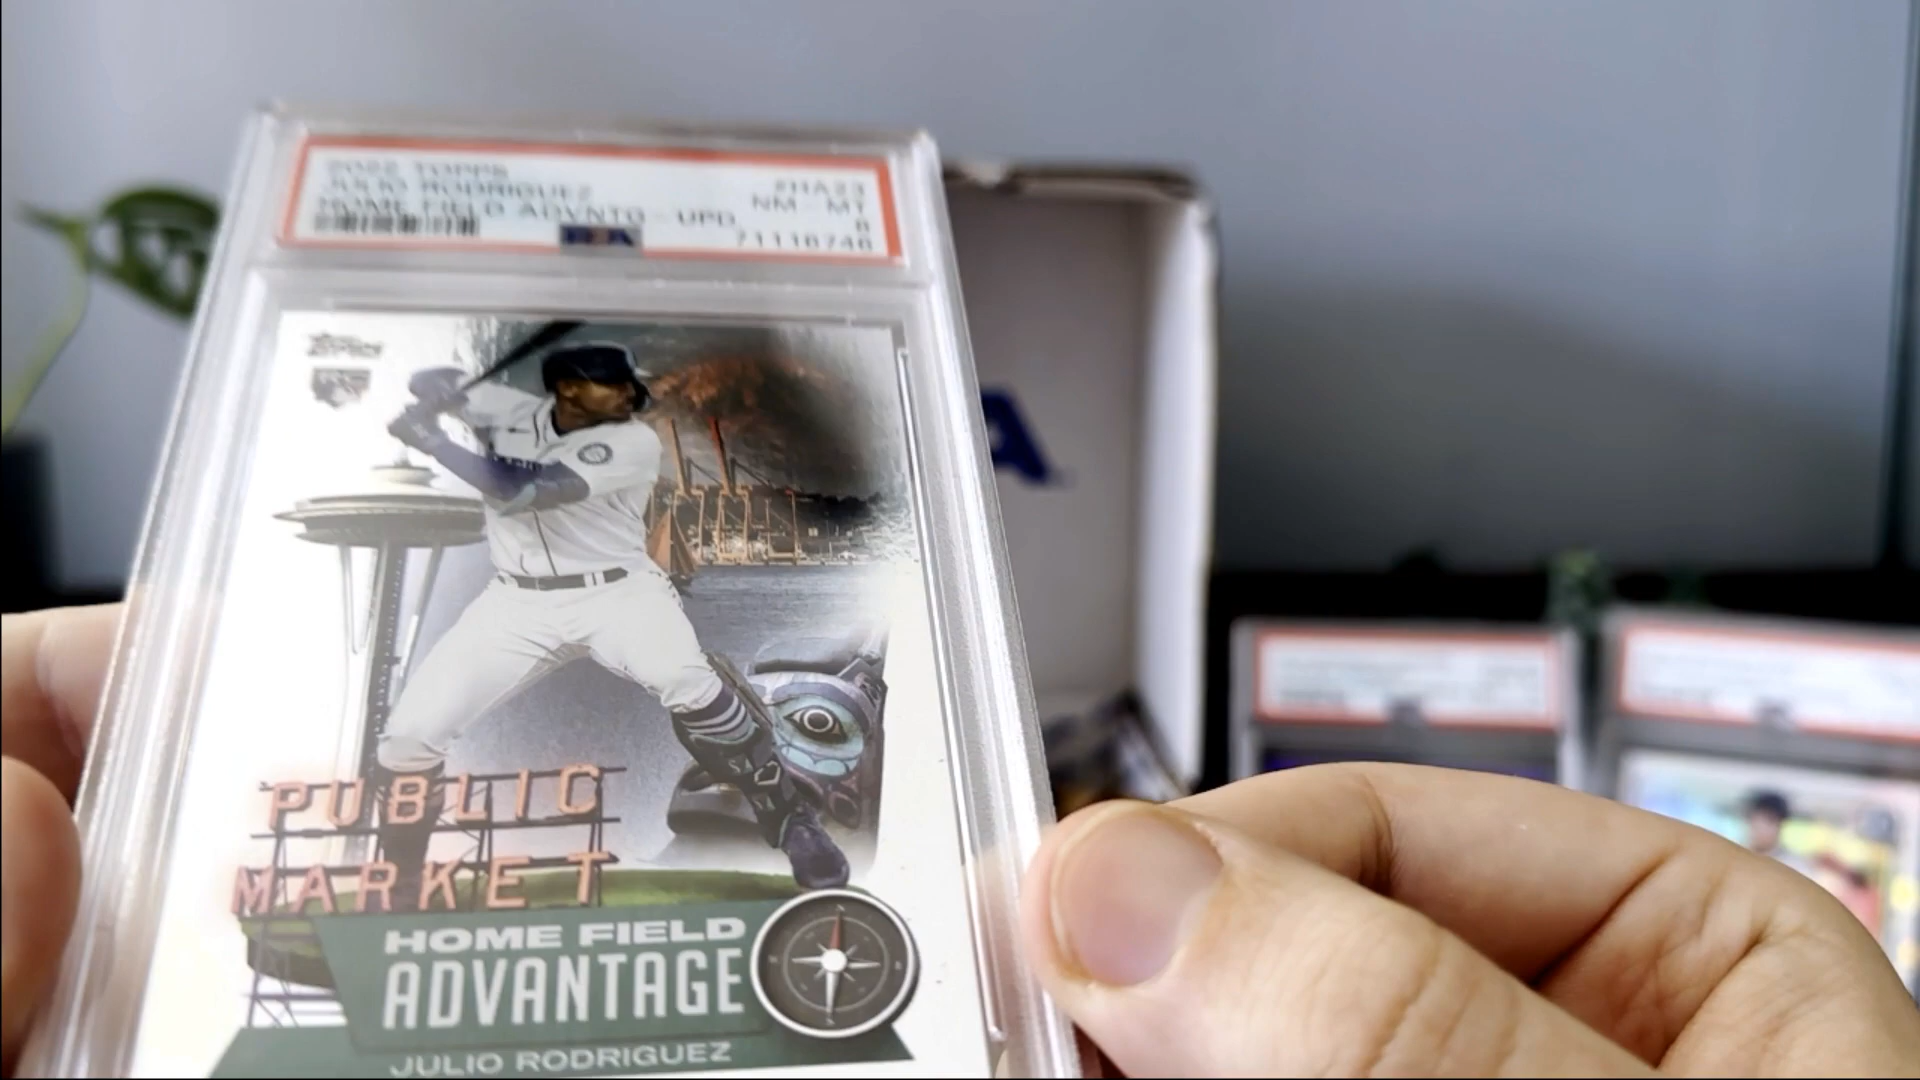 2022 TOPPS
JULIO RODRIGUEZ
HOME FIELD ADVNTG - UPD
#HA23
NM - MT
8
71116746
PSA
PUBLIC
MARKET
HOME FIELD
ADVANTAGE
JULIO RODRIGUEZ
A